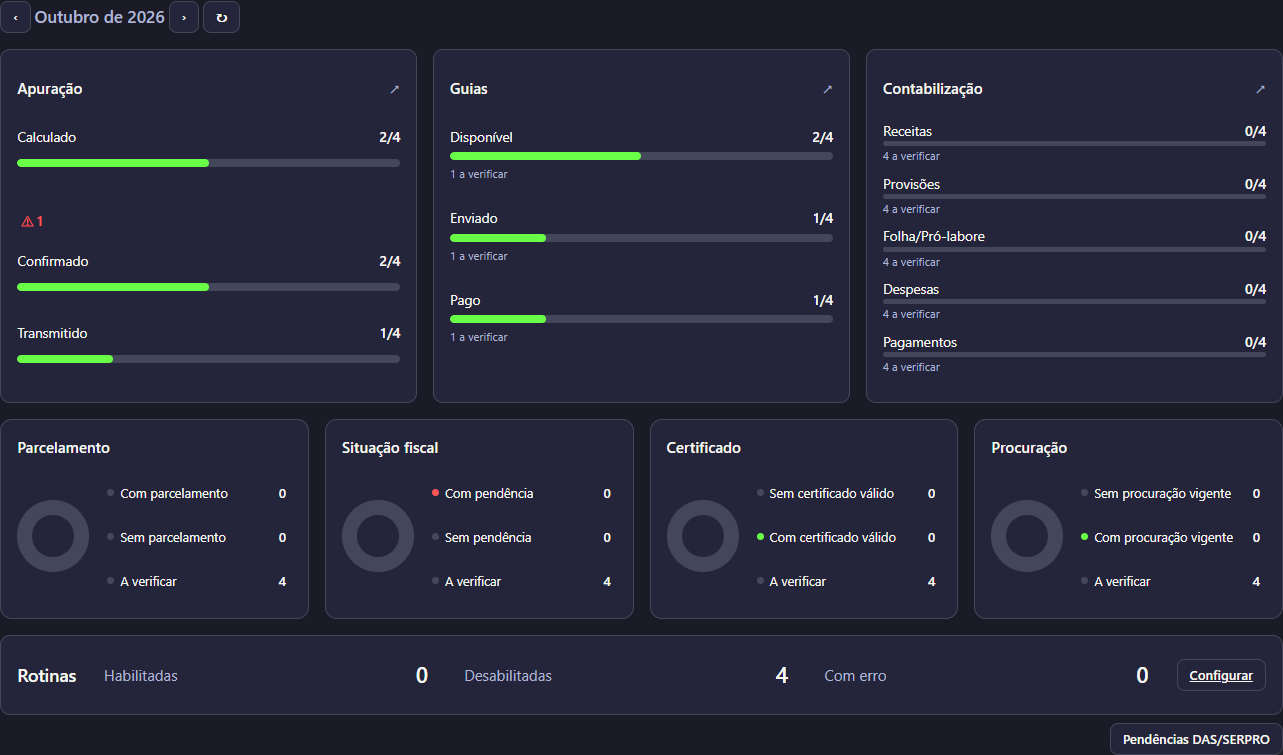 ‹ Outubro de 2026 › ↻
Apuração ↗
Calculado 2/4
⚠ 1
Confirmado 2/4
Transmitido 1/4
Guias ↗
Disponível 2/4
1 a verificar
Enviado 1/4
1 a verificar
Pago 1/4
1 a verificar
Contabilização ↗
Receitas 0/4
4 a verificar
Provisões 0/4
4 a verificar
Folha/Pró-labore 0/4
4 a verificar
Despesas 0/4
4 a verificar
Pagamentos 0/4
4 a verificar
Parcelamento
Com parcelamento 0
Sem parcelamento 0
A verificar 4
Situação fiscal
Com pendência 0
Sem pendência 0
A verificar 4
Certificado
Sem certificado válido 0
Com certificado válido 0
A verificar 4
Procuração
Sem procuração vigente 0
Com procuração vigente 0
A verificar 4
Rotinas Habilitadas 0 Desabilitadas 4 Com erro 0 Configurar
Pendências DAS/SERPRO